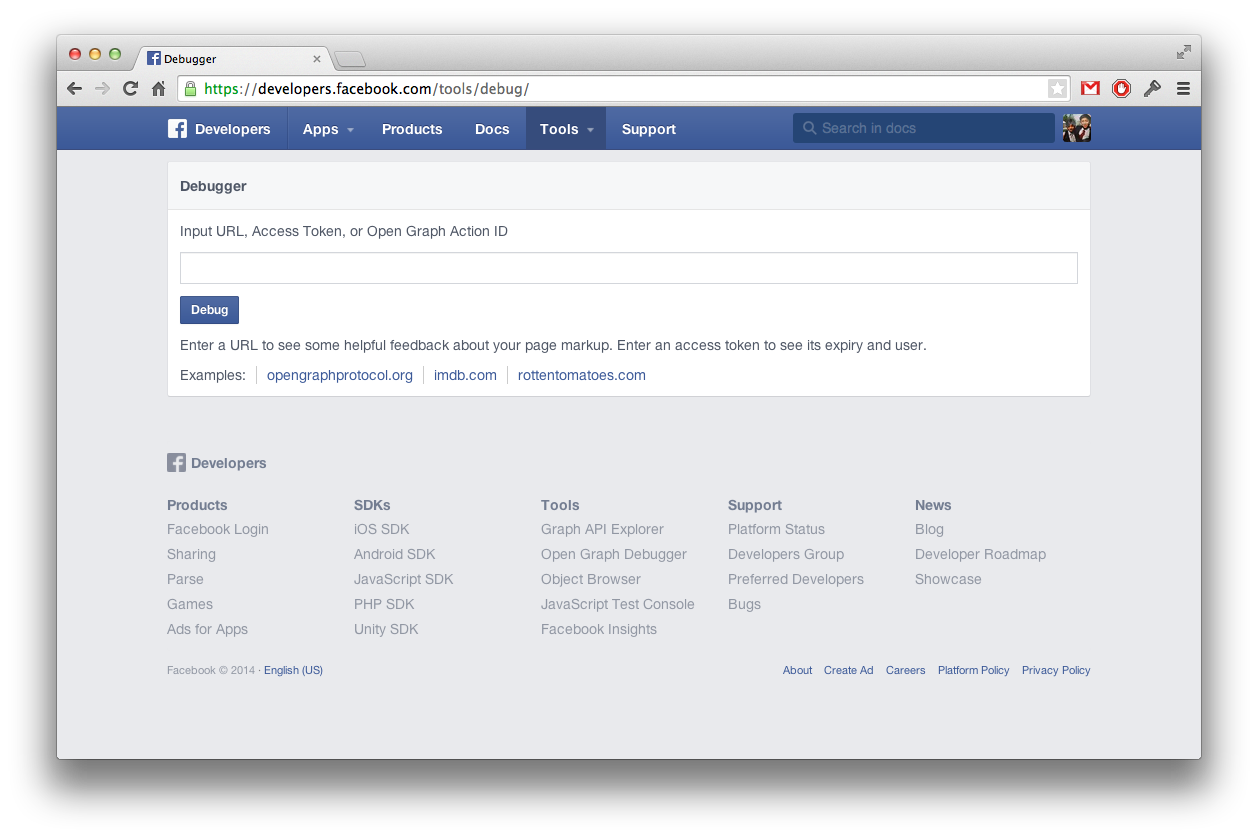 Debugger
https://developers.facebook.com/tools/debug/
Developers Apps Products Docs Tools Support Search in docs
Debugger
Input URL, Access Token, or Open Graph Action ID
Debug
Enter a URL to see some helpful feedback about your page markup. Enter an access token to see its expiry and user.
Examples: opengraphprotocol.org imdb.com rottentomatoes.com
Developers
Products SDKs Tools Support News
Facebook Login iOS SDK Graph API Explorer Platform Status Blog
Sharing Android SDK Open Graph Debugger Developers Group Developer Roadmap
Parse JavaScript SDK Object Browser Preferred Developers Showcase
Games PHP SDK JavaScript Test Console Bugs
Ads for Apps Unity SDK Facebook Insights
Facebook © 2014 · English (US) About Create Ad Careers Platform Policy Privacy Policy